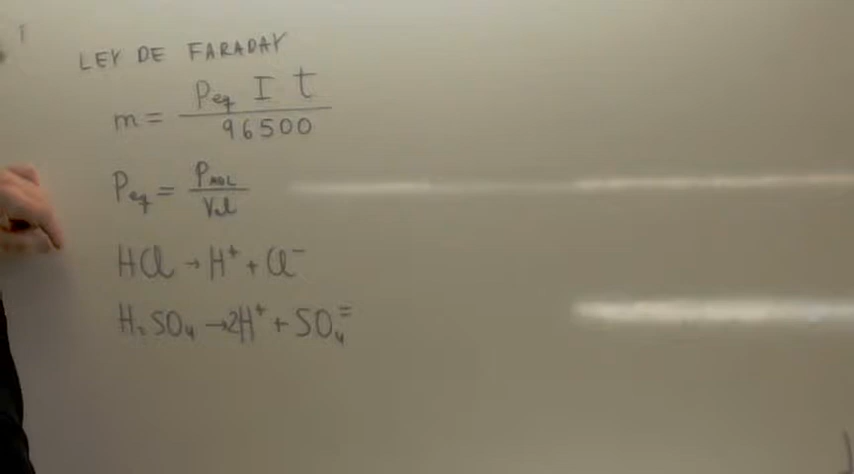 LEY DE FARADAY
m = Peq I t / 96500
Peq = PMOL / Val
HCl → H⁺ + Cl⁻
H₂SO₄ → 2H⁺ + SO₄⁼